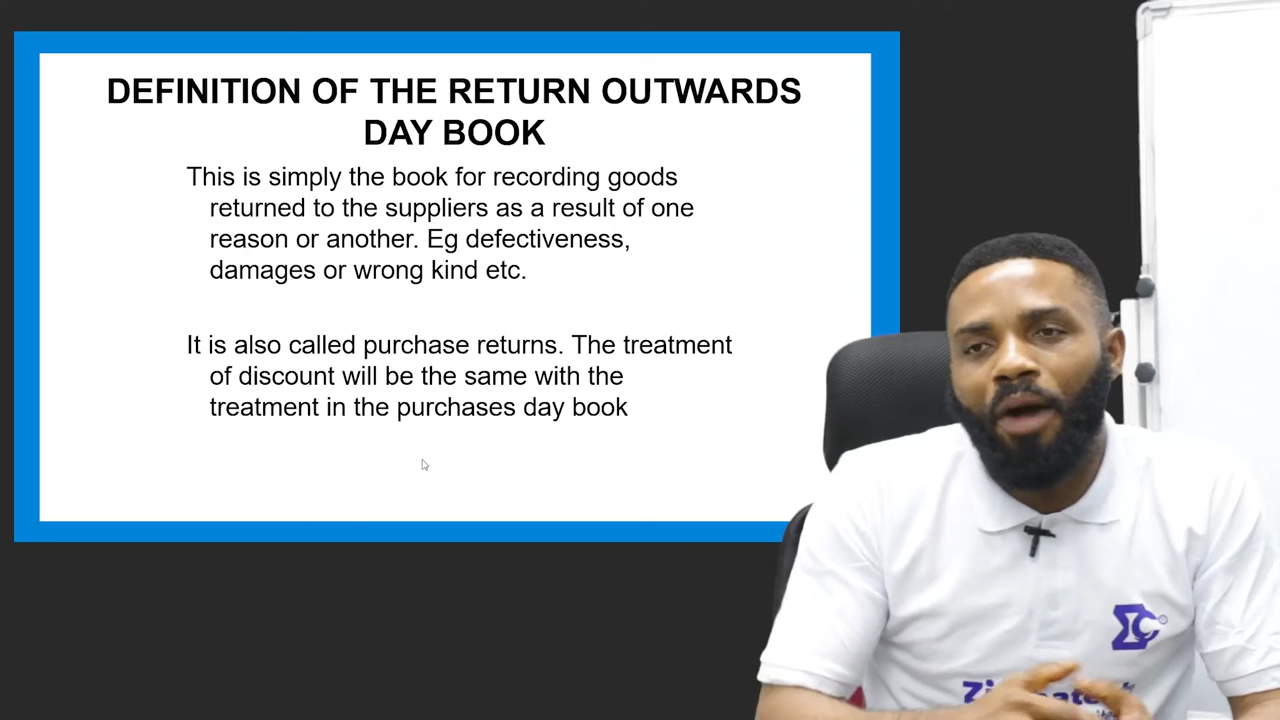 DEFINITION OF THE RETURN OUTWARDS
DAY BOOK
This is simply the book for recording goods
returned to the suppliers as a result of one
reason or another. Eg defectiveness,
damages or wrong kind etc.
It is also called purchase returns. The treatment
of discount will be the same with the
treatment in the purchases day book